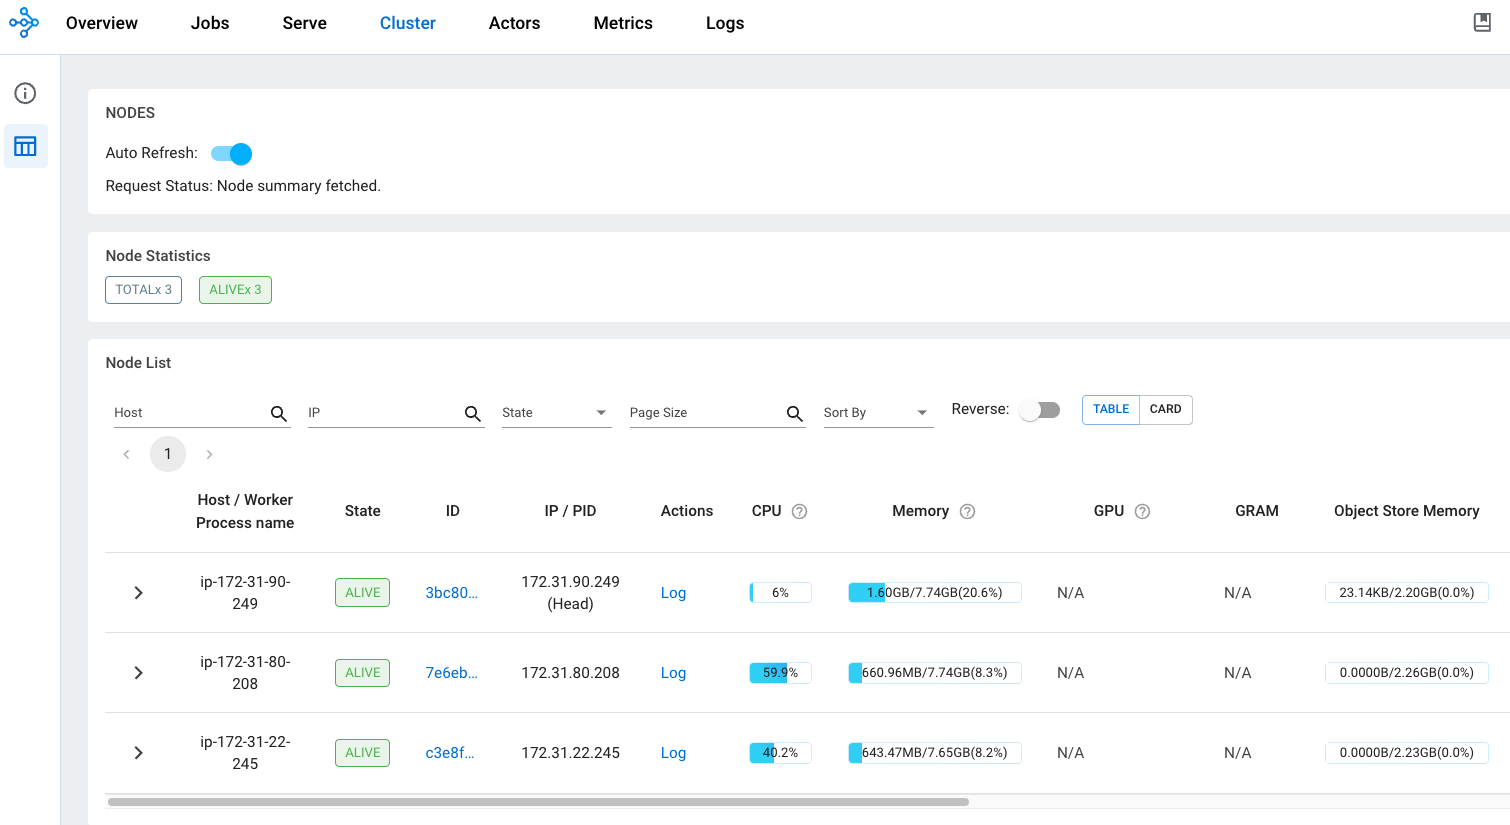 Overview Jobs Serve Cluster Actors Metrics Logs
NODES
Auto Refresh:
Request Status: Node summary fetched.
Node Statistics
TOTALx 3 ALIVEx 3
Node List
Host IP State Page Size Sort By Reverse: TABLE CARD
1
Host / Worker Process name State ID IP / PID Actions CPU Memory GPU GRAM Object Store Memory
ip-172-31-90-249 ALIVE 3bc80... 172.31.90.249 (Head) Log 6% 1.60GB/7.74GB(20.6%) N/A N/A 23.14KB/2.20GB(0.0%)
ip-172-31-80-208 ALIVE 7e6eb... 172.31.80.208 Log 59.9% 660.96MB/7.74GB(8.3%) N/A N/A 0.0000B/2.26GB(0.0%)
ip-172-31-22-245 ALIVE c3e8f... 172.31.22.245 Log 40.2% 643.47MB/7.65GB(8.2%) N/A N/A 0.0000B/2.23GB(0.0%)